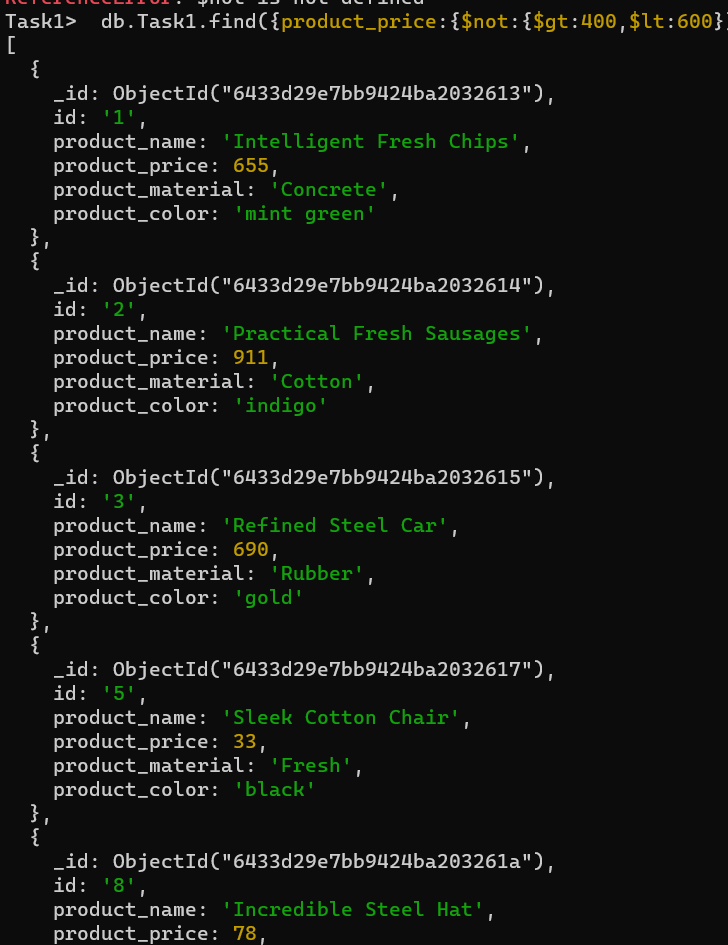 ReferenceError: $not is not defined
Task1>  db.Task1.find({product_price:{$not:{$gt:400,$lt:600}}
[
  {
    _id: ObjectId("6433d29e7bb9424ba2032613"),
    id: '1',
    product_name: 'Intelligent Fresh Chips',
    product_price: 655,
    product_material: 'Concrete',
    product_color: 'mint green'
  },
  {
    _id: ObjectId("6433d29e7bb9424ba2032614"),
    id: '2',
    product_name: 'Practical Fresh Sausages',
    product_price: 911,
    product_material: 'Cotton',
    product_color: 'indigo'
  },
  {
    _id: ObjectId("6433d29e7bb9424ba2032615"),
    id: '3',
    product_name: 'Refined Steel Car',
    product_price: 690,
    product_material: 'Rubber',
    product_color: 'gold'
  },
  {
    _id: ObjectId("6433d29e7bb9424ba2032617"),
    id: '5',
    product_name: 'Sleek Cotton Chair',
    product_price: 33,
    product_material: 'Fresh',
    product_color: 'black'
  },
  {
    _id: ObjectId("6433d29e7bb9424ba203261a"),
    id: '8',
    product_name: 'Incredible Steel Hat',
    product_price: 78,